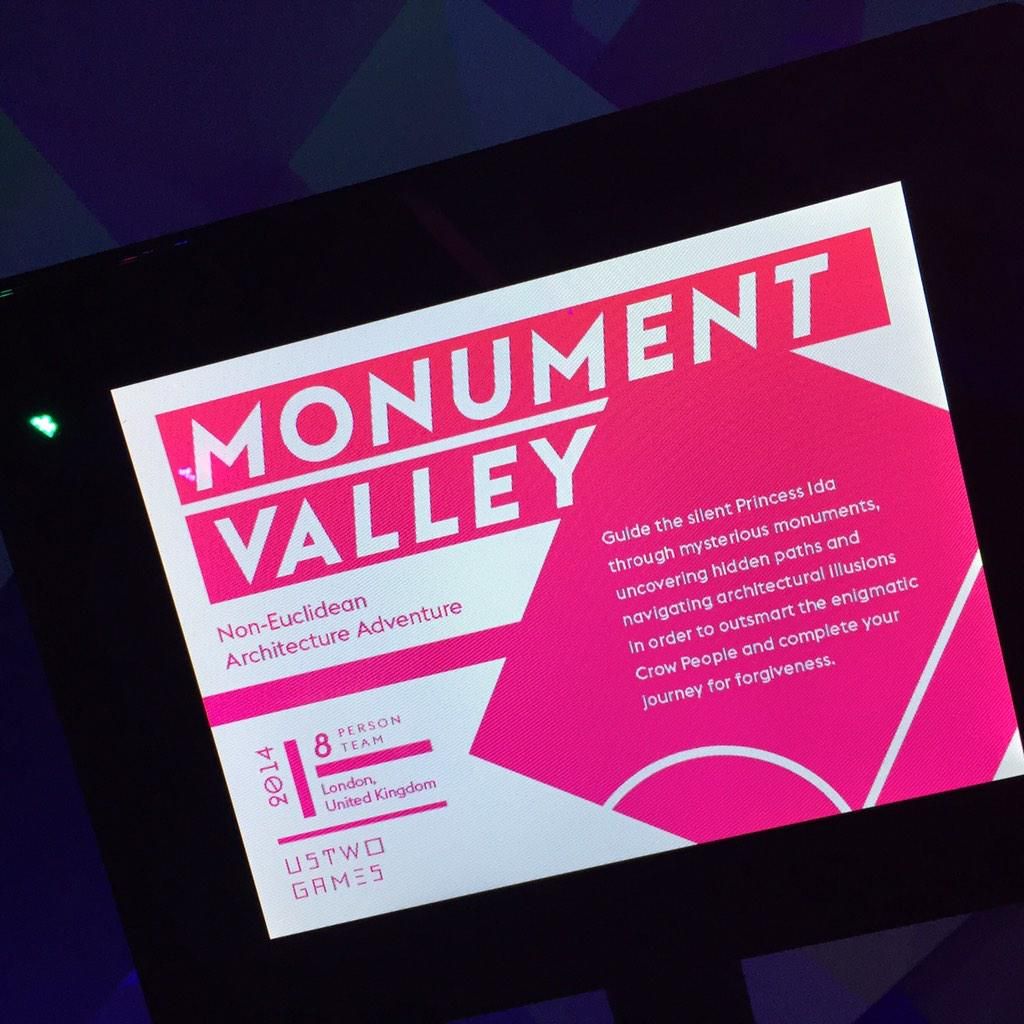 MONUMENT
VALLEY
Non-Euclidean
Architecture Adventure
Guide the silent Princess Ida
through mysterious monuments,
uncovering hidden paths and
navigating architectural illusions
in order to outsmart the enigmatic
Crow People and complete your
journey for forgiveness.
2014
8 PERSON
TEAM
London,
United Kingdom
USTWO
GAMES